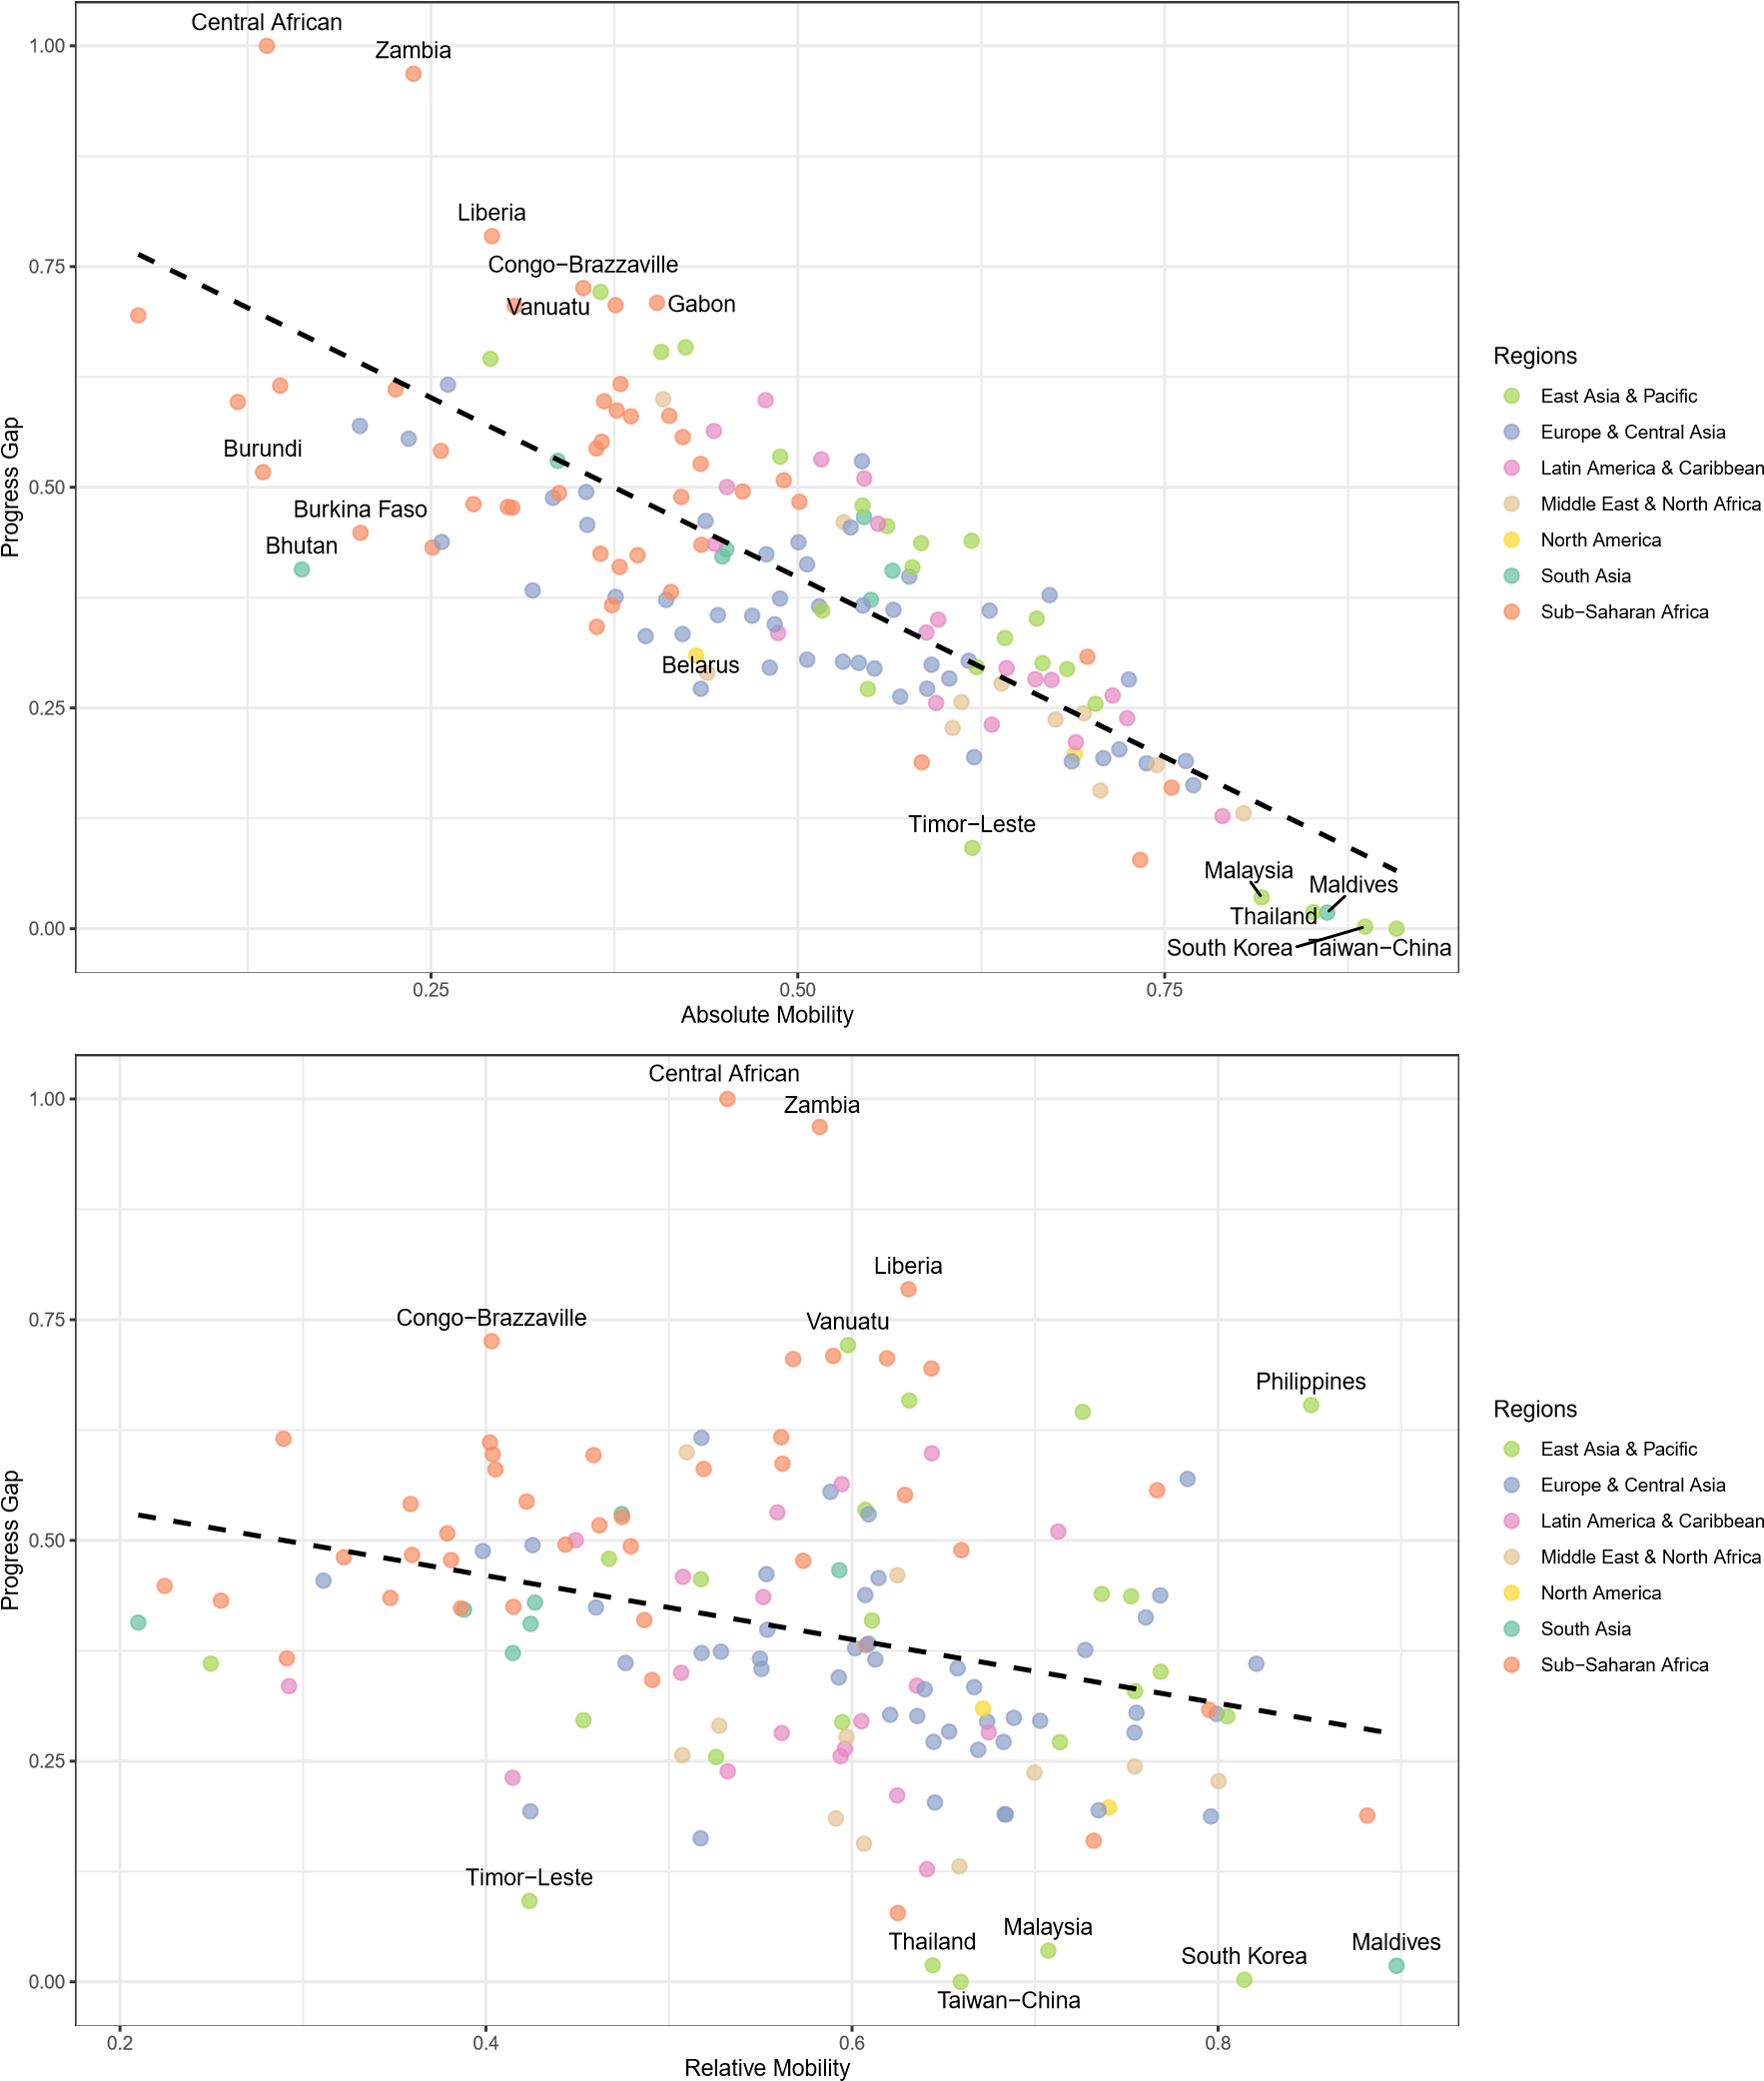 Central African
1.00
Zambia
Liberia
0.75
Congo−Brazzaville
Vanuatu
Gabon
Regions
East Asia & Pacific
Europe & Central Asia
Latin America & Caribbean
Middle East & North Africa
North America
South Asia
Sub−Saharan Africa
Progress Gap
Burundi
0.50
Burkina Faso
Bhutan
Belarus
0.25
Timor−Leste
Malaysia
Maldives
Thailand
0.00
South Korea
Taiwan−China
0.25
0.50
0.75
Absolute Mobility
Central African
1.00
Zambia
Liberia
0.75
Congo−Brazzaville
Vanuatu
Philippines
Regions
East Asia & Pacific
Europe & Central Asia
Latin America & Caribbean
Middle East & North Africa
North America
South Asia
Sub−Saharan Africa
Progress Gap
0.50
0.25
Timor−Leste
Thailand
Malaysia
South Korea
Maldives
0.00
Taiwan−China
0.2
0.4
0.6
0.8
Relative Mobility